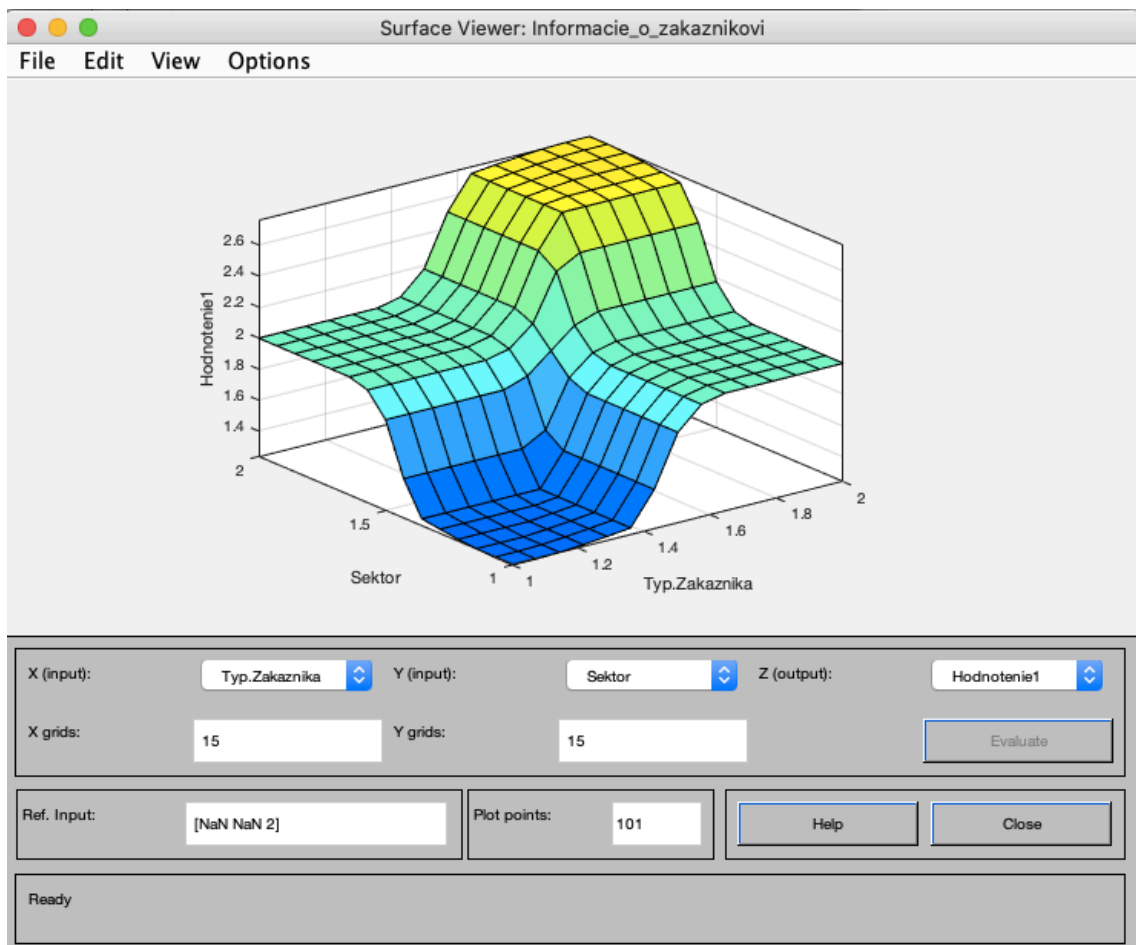 Surface Viewer: Informacie_o_zakaznikovi
File Edit View Options
2.6
2.4
2.2
2
1.8
1.6
1.4
Hodnotenie1
2
1.5
1
Sektor
1
1.2
1.4
1.6
1.8
2
Typ.Zakaznika
X (input): Typ.Zakaznika Y (input): Sektor Z (output): Hodnotenie1
X grids: 15 Y grids: 15 Evaluate
Ref. Input: [NaN NaN 2] Plot points: 101 Help Close
Ready